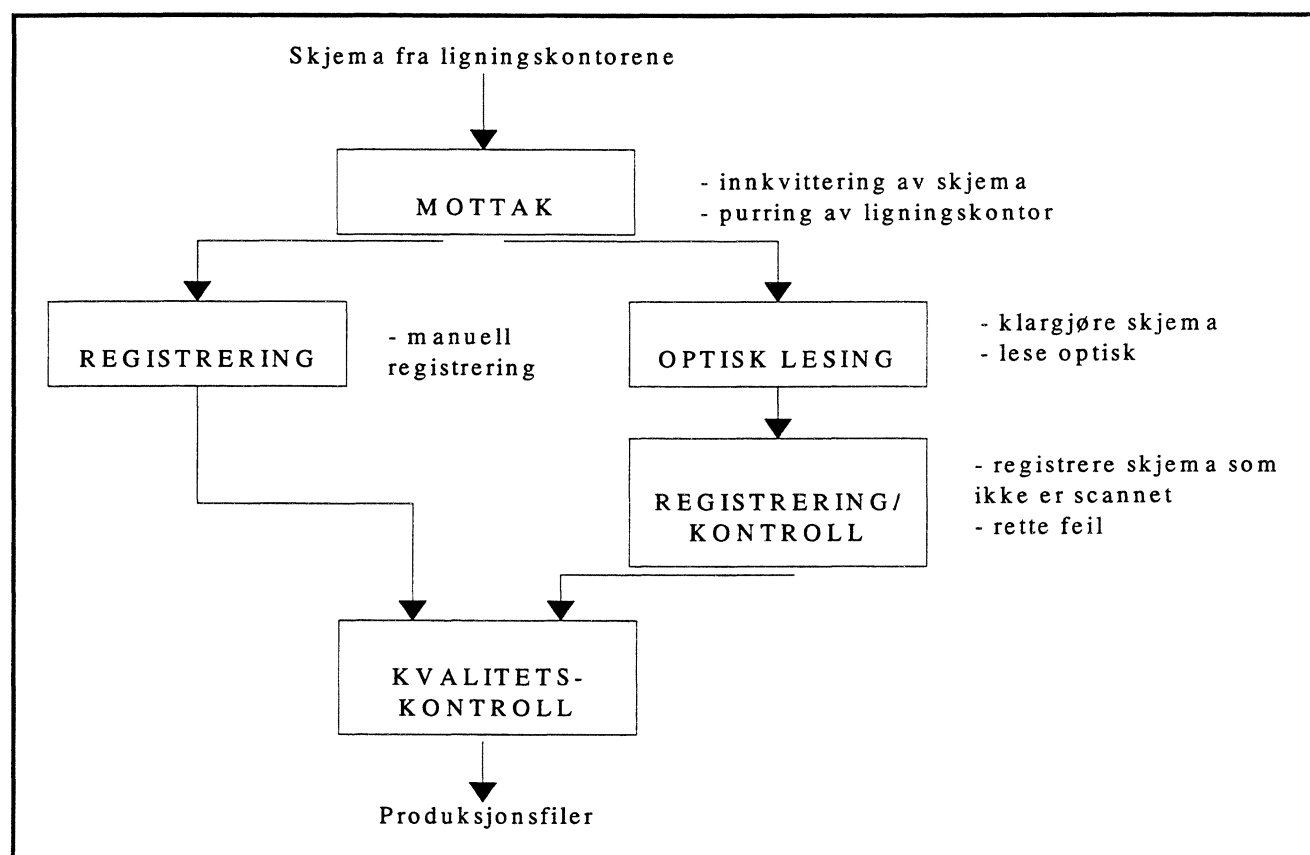 Skjema fra ligningskontorene
MOTTAK
- innkvittering av skjema
- purring av ligningskontor
REGISTRERING
- manuell
registrering
OPTISK LESING
- klargjøre skjema
- lese optisk
REGISTRERING/
KONTROLL
- registrere skjema som
ikke er scannet
- rette feil
KVALITETS-
KONTROLL
Produksjonsfiler